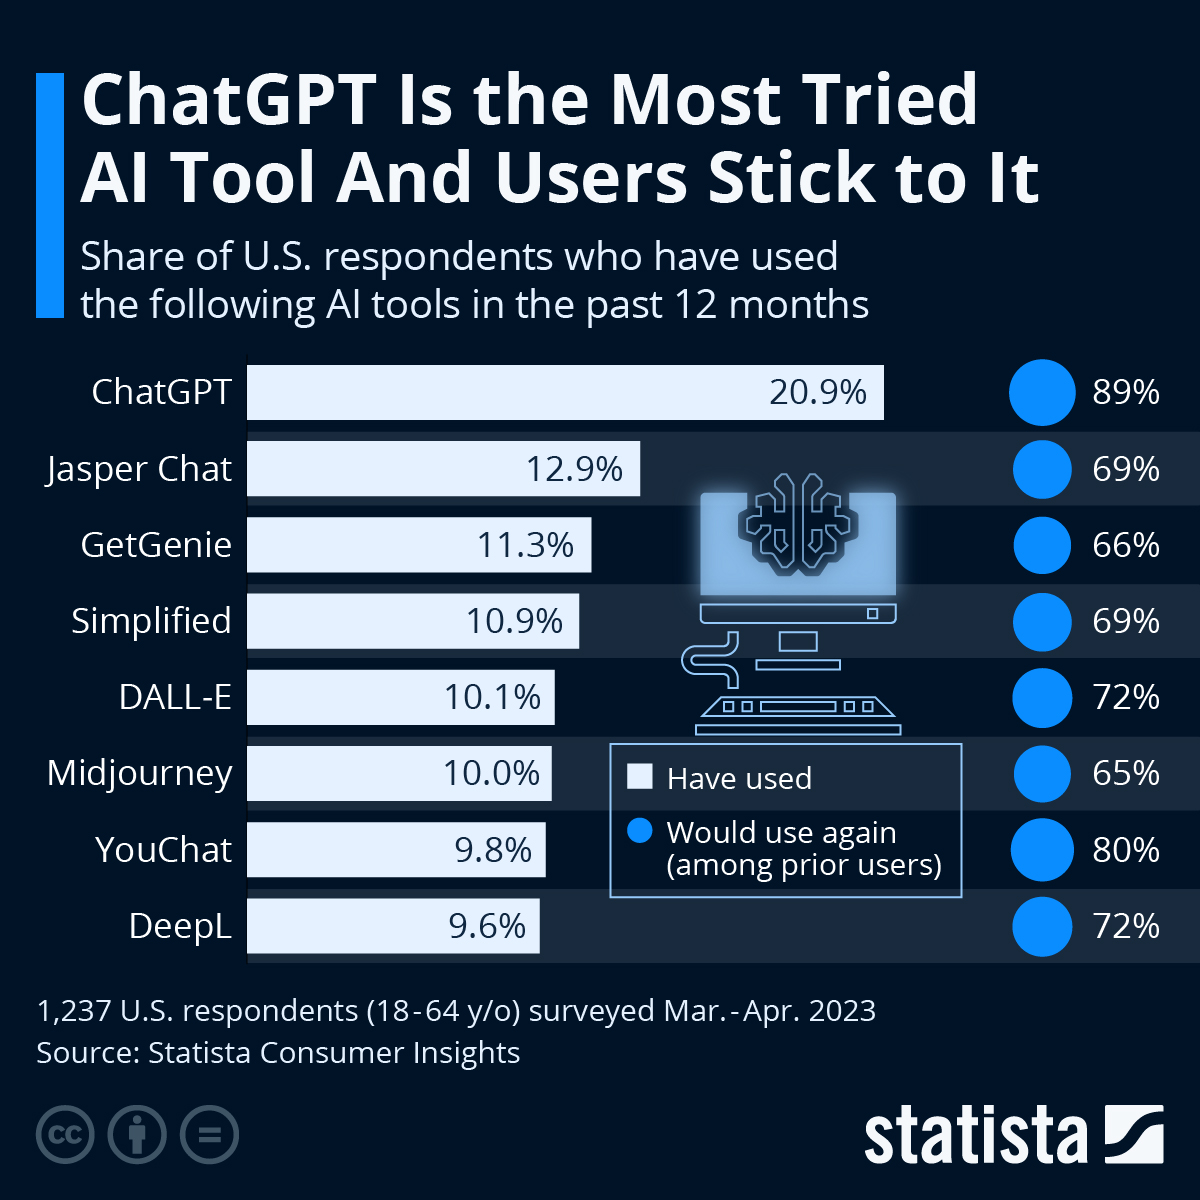 ChatGPT Is the Most Tried
AI Tool And Users Stick to It
Share of U.S. respondents who have used
the following AI tools in the past 12 months
ChatGPT 20.9% 89%
Jasper Chat 12.9% 69%
GetGenie 11.3% 66%
Simplified 10.9% 69%
DALL-E 10.1% 72%
Midjourney 10.0% 65%
YouChat 9.8% 80%
DeepL 9.6% 72%
Have used
Would use again
(among prior users)
1,237 U.S. respondents (18-64 y/o) surveyed Mar.-Apr. 2023
Source: Statista Consumer Insights
cc
statista